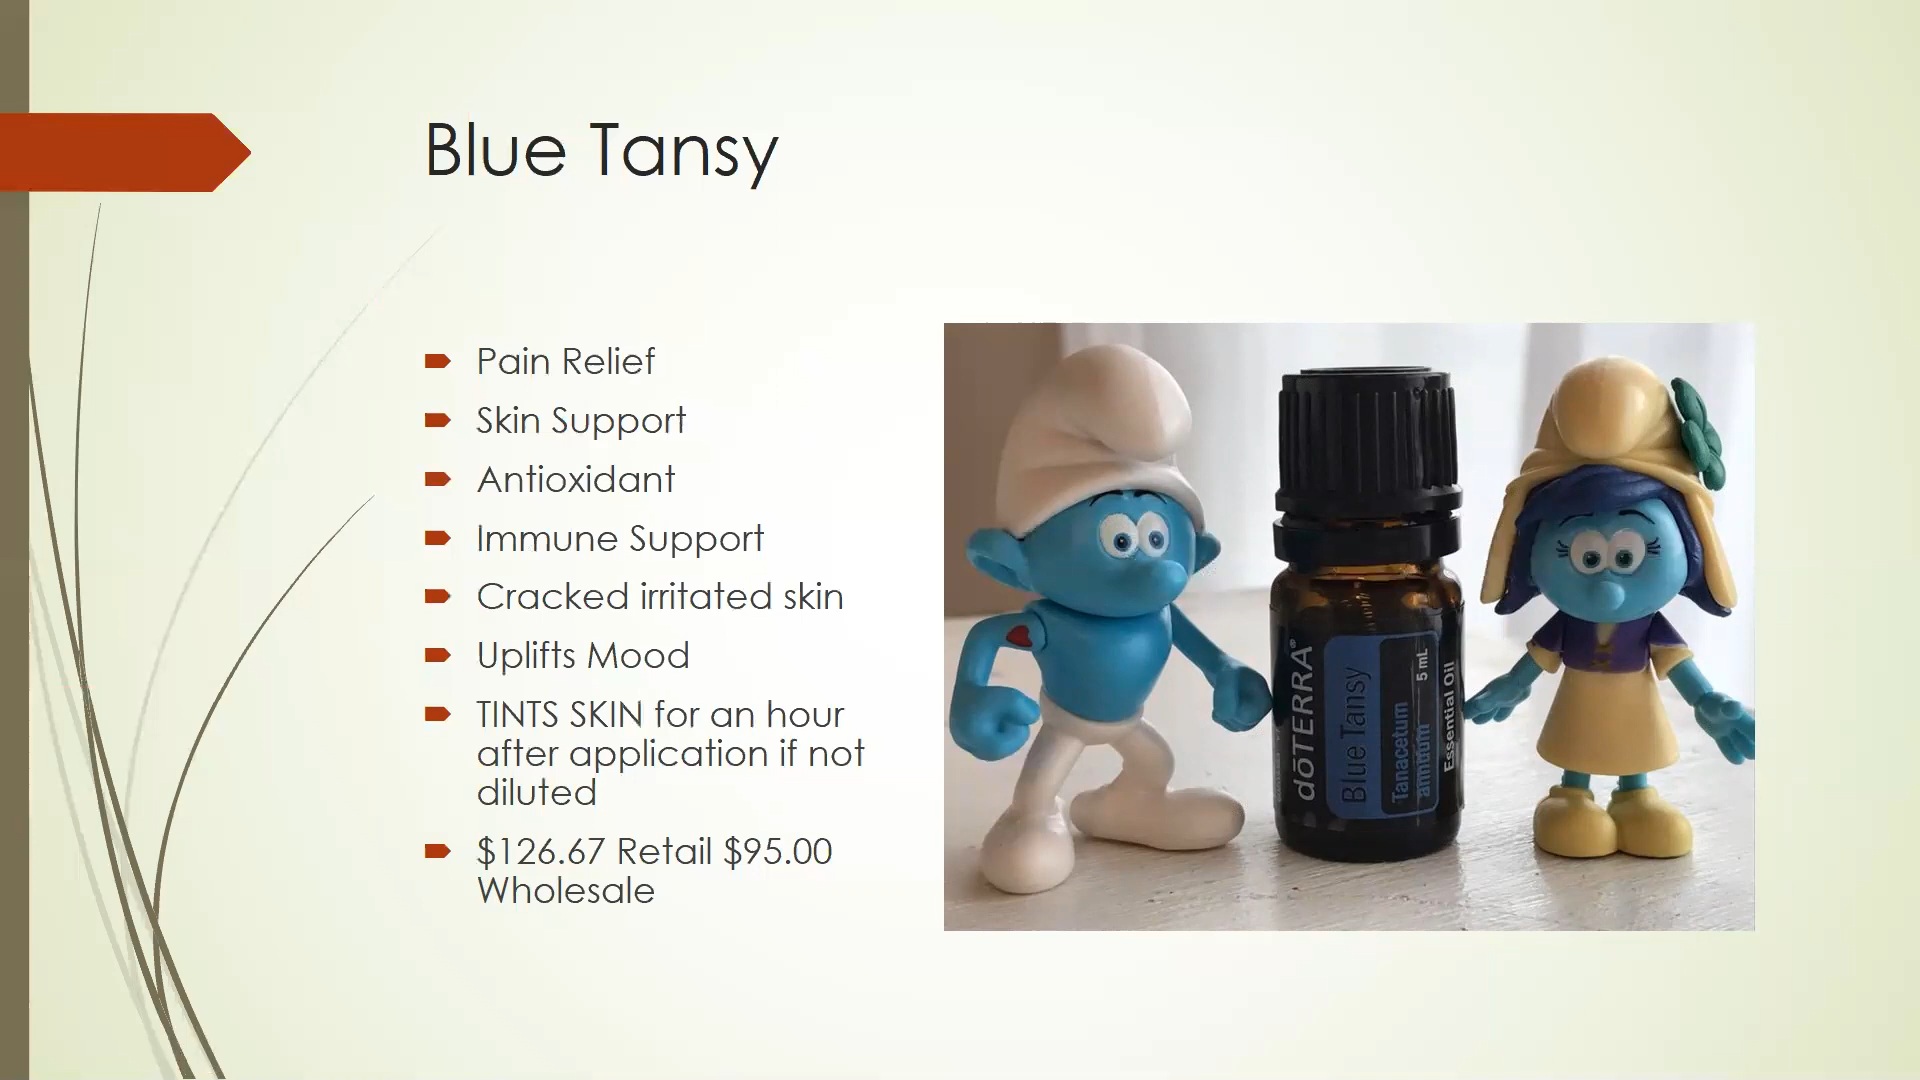 Blue Tansy
Pain Relief
Skin Support
Antioxidant
Immune Support
Cracked irritated skin
Uplifts Mood
TINTS SKIN for an hour
after application if not
diluted
$126.67 Retail $95.00
Wholesale
dōTERRA®
Blue Tansy
Tanacetum
annuum
5 mL
Essential Oil